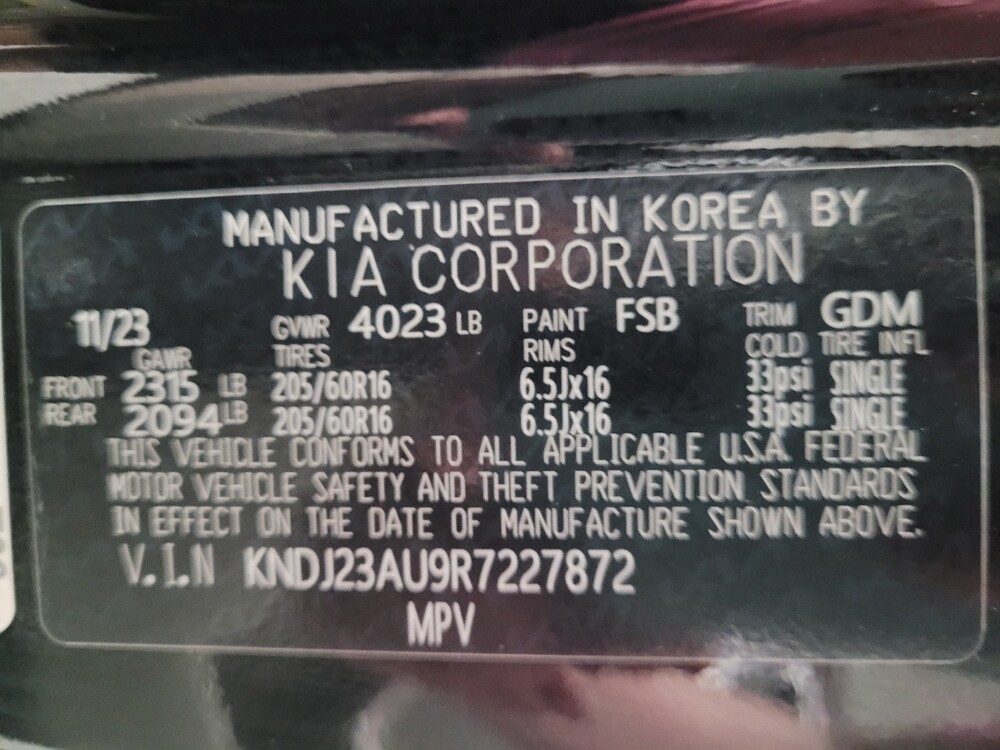 MANUFACTURED IN KOREA BY
KIA CORPORATION
11/23 GVWR 4023 LB PAINT FSB TRIM GDM
GAWR TIRES RIMS COLD TIRE INFL
FRONT 2315 LB 205/60R16 6.5Jx16 33psi SINGLE
REAR 2094 LB 205/60R16 6.5Jx16 33psi SINGLE
THIS VEHICLE CONFORMS TO ALL APPLICABLE U.S.A. FEDERAL
MOTOR VEHICLE SAFETY AND THEFT PREVENTION STANDARDS
IN EFFECT ON THE DATE OF MANUFACTURE SHOWN ABOVE.
V.I.N KNDJ23AU9R7227872
MPV